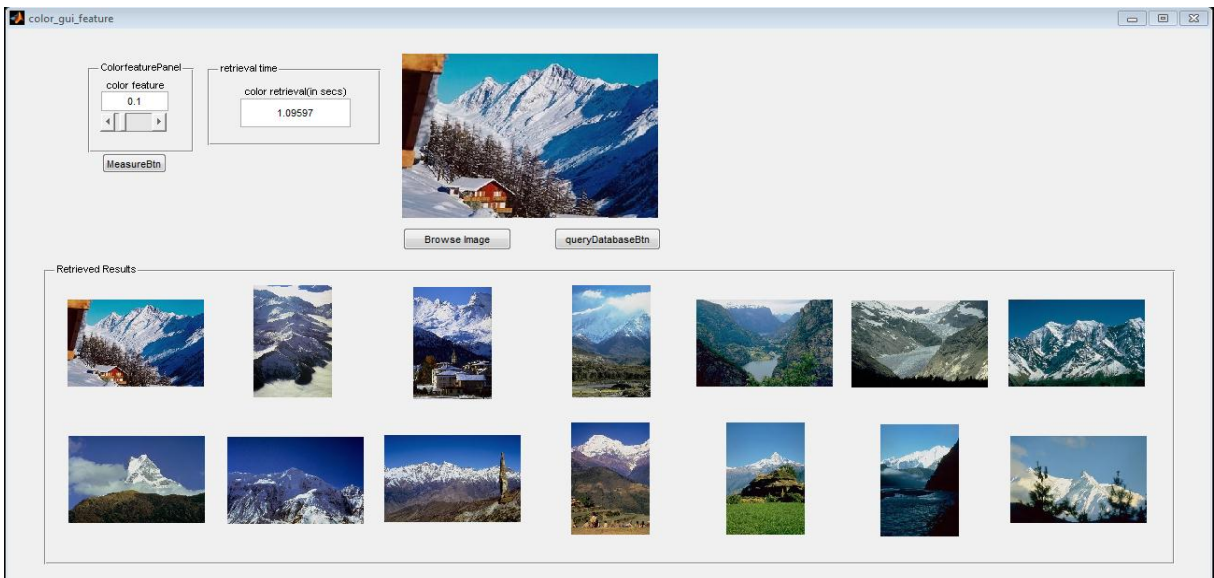 color_gui_feature
ColorfeaturePanel
color feature
0.1
MeasureBtn
retrieval time
color retrieval(in secs)
1.09597
Browse Image
queryDatabaseBtn
Retrieved Results